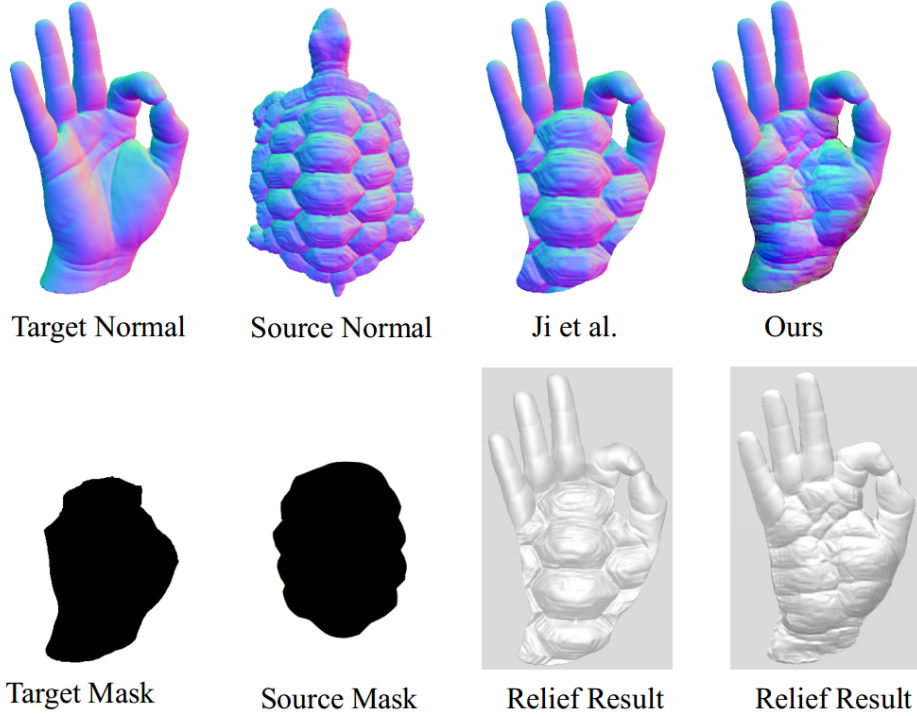 Target Normal
Source Normal
Ji et al.
Ours
Target Mask
Source Mask
Relief Result
Relief Result